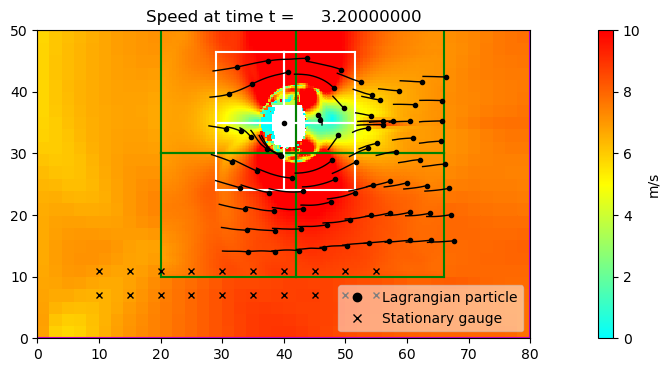 Speed at time t = 3.20000000
50
40
30
20
10
0
0 10 20 30 40 50 60 70 80
Lagrangian particle
Stationary gauge
10
8
6
4
2
0
m/s